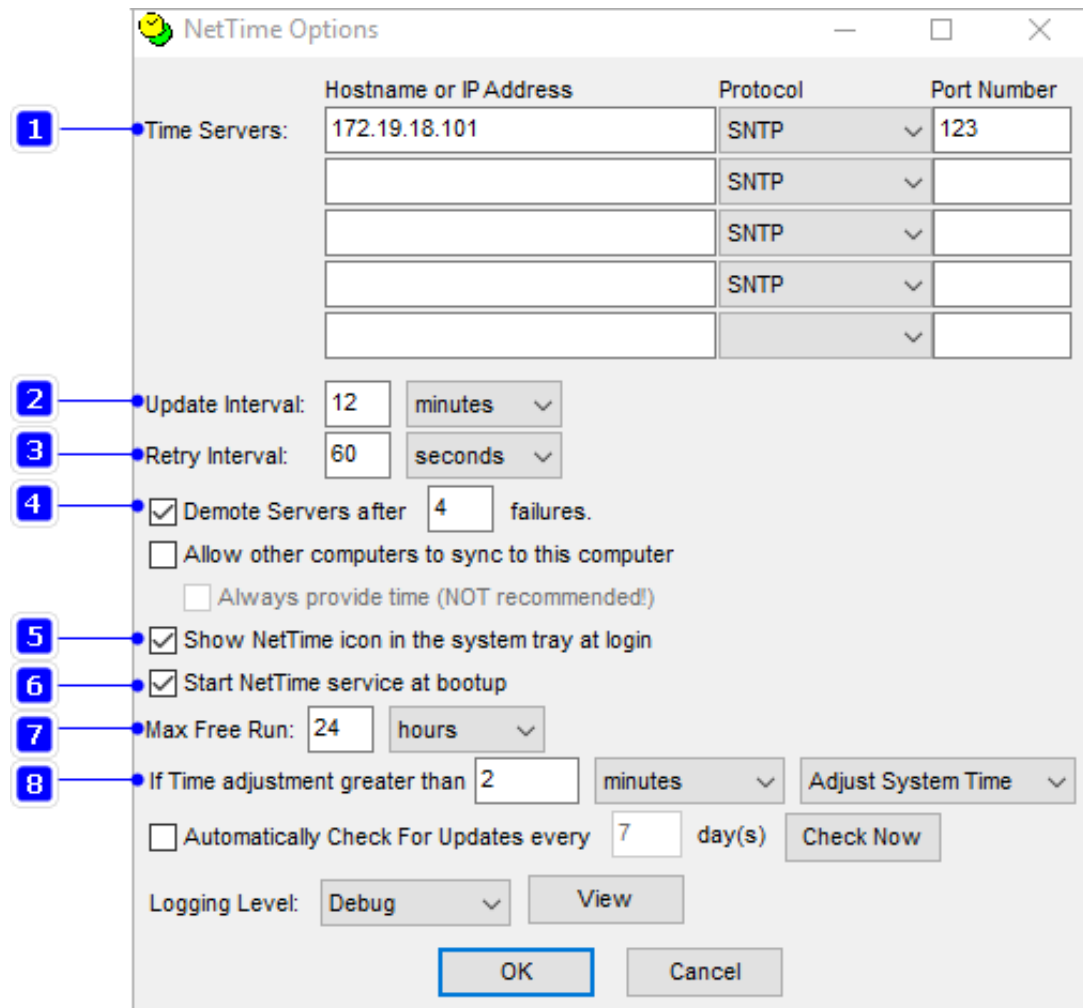 NetTime Options
Hostname or IP Address Protocol Port Number
1 Time Servers: 172.19.18.101 SNTP 123
SNTP
SNTP
SNTP
2 Update Interval: 12 minutes
3 Retry Interval: 60 seconds
4 Demote Servers after 4 failures.
Allow other computers to sync to this computer
Always provide time (NOT recommended!)
5 Show NetTime icon in the system tray at login
6 Start NetTime service at bootup
7 Max Free Run: 24 hours
8 If Time adjustment greater than 2 minutes Adjust System Time
Automatically Check For Updates every 7 day(s) Check Now
Logging Level: Debug View
OK Cancel